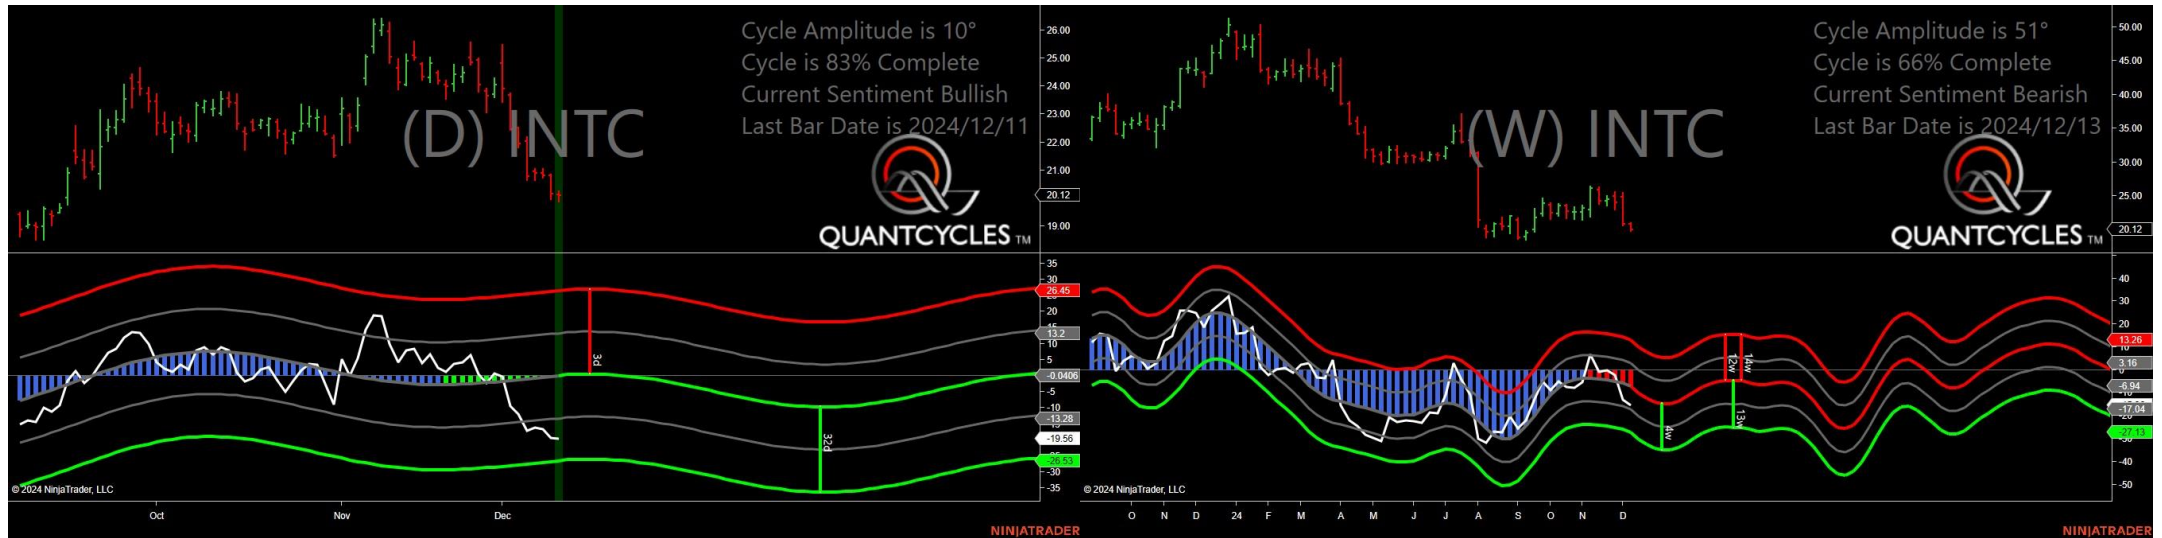 Cycle Amplitude is 10°
Cycle is 83% Complete
Current Sentiment Bullish
Last Bar Date is 2024/12/11
(D) INTC
QUANTCYCLES TM
26.00
25.00
24.00
23.00
22.00
21.00
20.12
19.00
35
30
26.45
20
13.2
10
5
-0.0406
-5
-10
-13.28
-19.56
-26.53
-30
-35
3d
32d
© 2024 NinjaTrader, LLC
Oct Nov Dec
NINJATRADER
Cycle Amplitude is 51°
Cycle is 66% Complete
Current Sentiment Bearish
Last Bar Date is 2024/12/13
(W) INTC
QUANTCYCLES TM
50.00
45.00
40.00
35.00
30.00
25.00
20.12
40
30
20
13.26
3.16
-6.94
-17.04
-27.13
-40
-50
4w
12w
14w
13w
© 2024 NinjaTrader, LLC
O N D 24 F M A M J J A S O N D
NINJATRADER